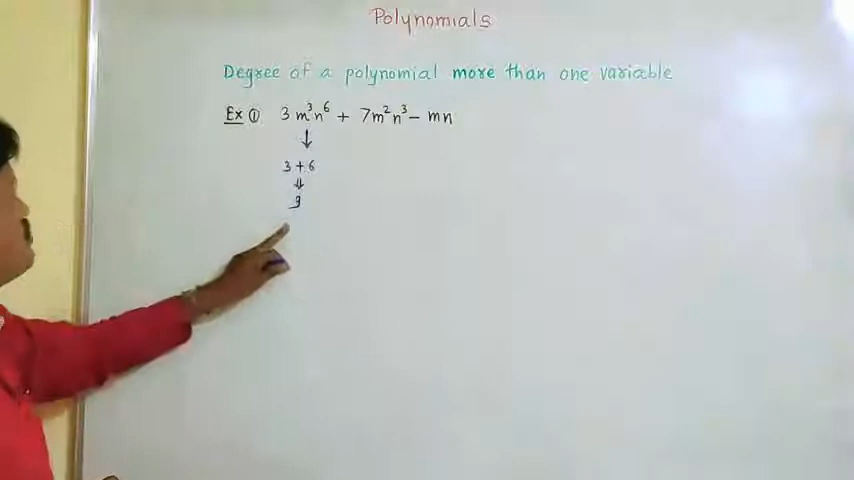 Polynomials
Degree of a polynomial more than one variable
Ex ① 3 m³n⁶ + 7m²n³ - mn
↓
3 + 6
⇓
9